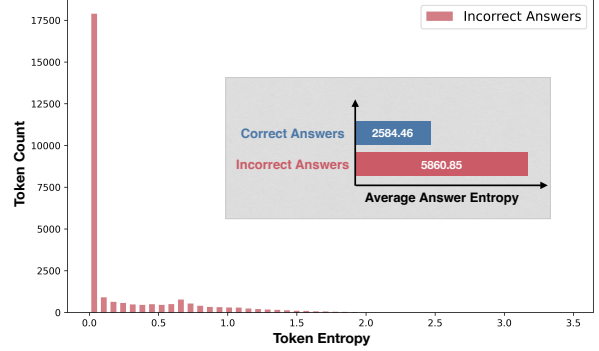 Incorrect Answers
17500
15000
12500
10000
7500
5000
2500
0
Token Count
Correct Answers 2584.46
Incorrect Answers 5860.85
Average Answer Entropy
0.0 0.5 1.0 1.5 2.0 2.5 3.0 3.5
Token Entropy